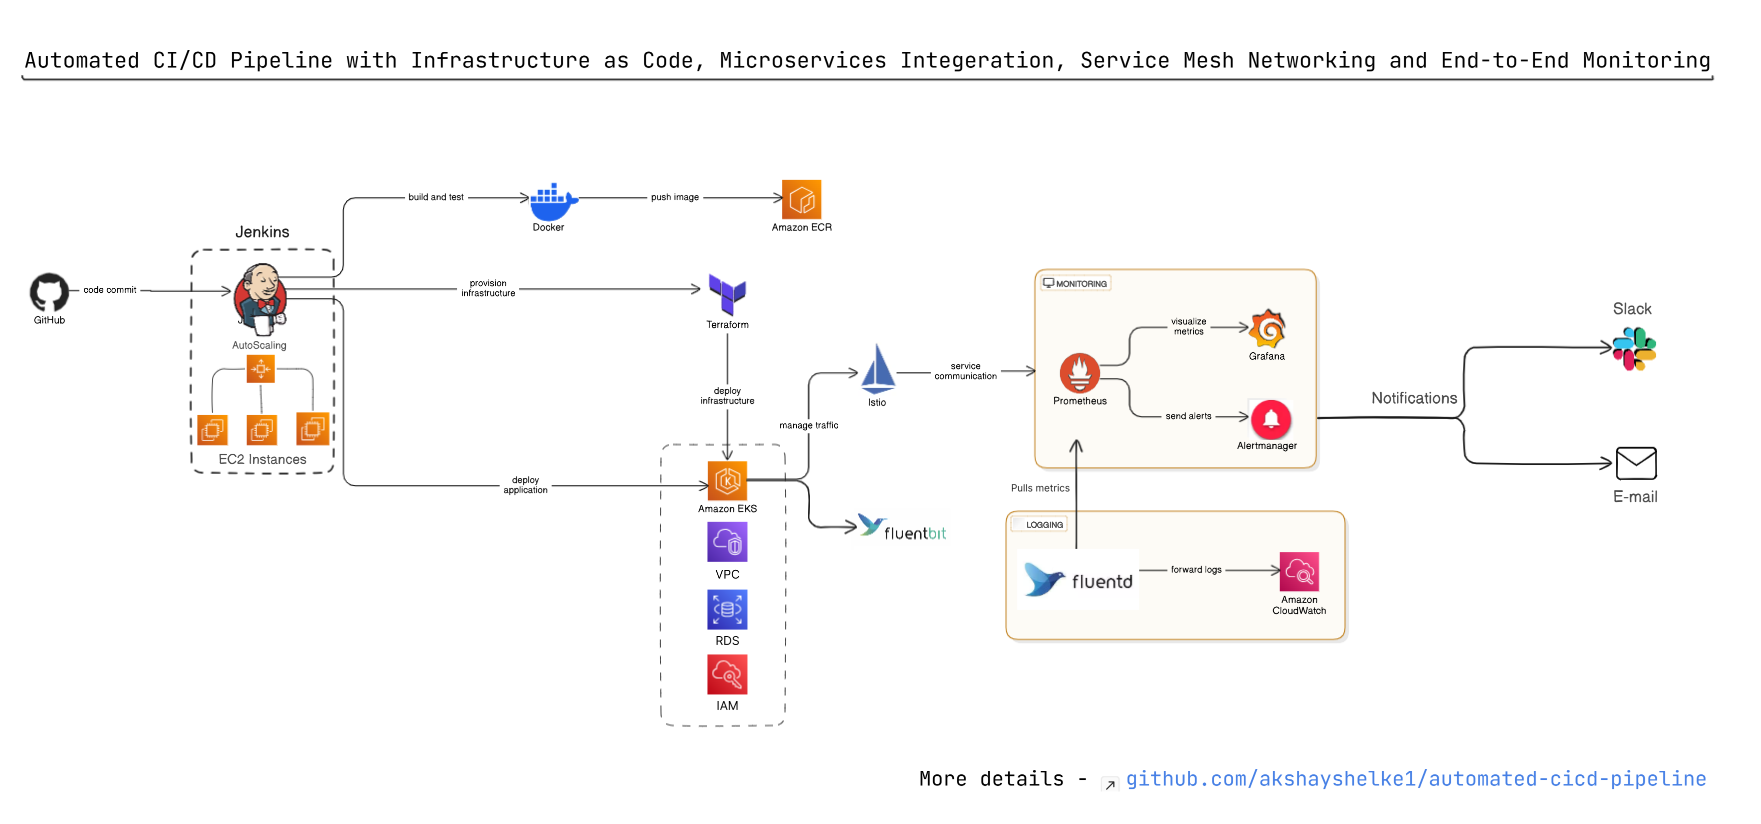 Automated CI/CD Pipeline with Infrastructure as Code, Microservices Integeration, Service Mesh Networking and End-to-End Monitoring
build and test
push image
Docker
Amazon ECR
Jenkins
code commit
GitHub
AutoScaling
EC2 Instances
provision
infrastructure
Terraform
deploy
infrastructure
deploy
application
manage traffic
Amazon EKS
VPC
RDS
IAM
Istio
fluentbit
service
communication
MONITORING
visualize
metrics
Grafana
Prometheus
send alerts
Alertmanager
Pulls metrics
LOGGING
fluentd
forward logs
Amazon
CloudWatch
Notifications
Slack
E-mail
More details - github.com/akshayshelke1/automated-cicd-pipeline